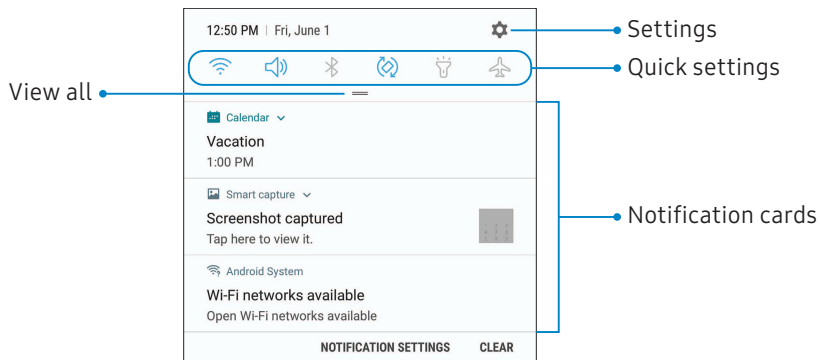 12:50 PM | Fri, June 1
Settings
Quick settings
View all
Calendar
Vacation
1:00 PM
Smart capture
Screenshot captured
Tap here to view it.
Notification cards
Android System
Wi-Fi networks available
Open Wi-Fi networks available
NOTIFICATION SETTINGS CLEAR